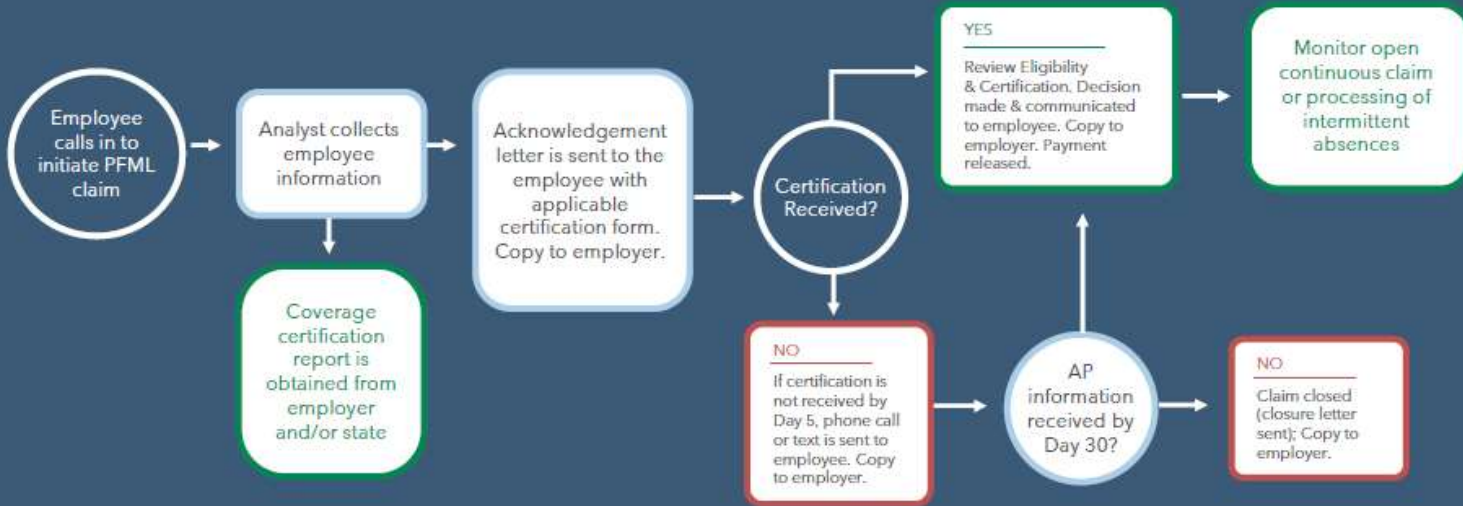 Employee
calls in to
initiate PFML
claim
Analyst collects
employee
information
Coverage
certification
report is
obtained from
employer
and/or state
Acknowledgement
letter is sent to the
employee with
applicable
certification form.
Copy to employer.
Certification
Received?
YES
Review Eligibility
& Certification. Decision
made & communicated
to employee. Copy to
employer. Payment
released.
Monitor open
continuous claim
or processing of
intermittent
absences
NO
If certification is
not received by
Day 5, phone call
or text is sent to
employee. Copy
to employer.
AP
information
received by
Day 30?
NO
Claim closed
(closure letter
sent); Copy to
employer.